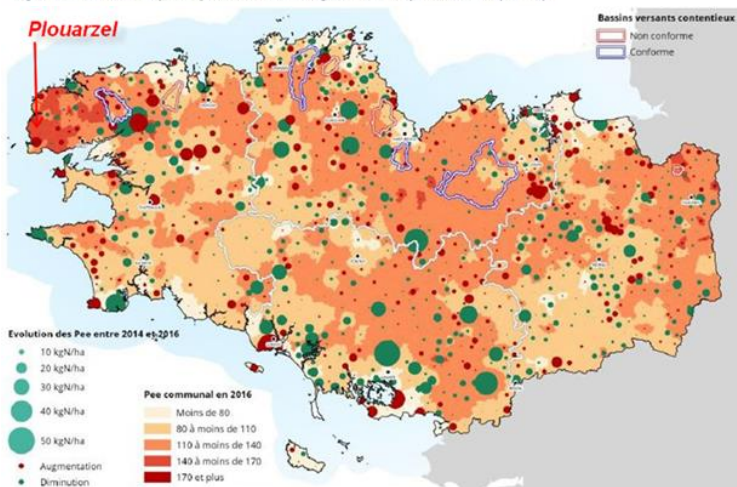 Plouarzel
Bassins versants contentieux
Non conforme
Conforme
Evolution des Pee entre 2014 et 2016
10 kgN/ha
20 kgN/ha
30 kgN/ha
40 kgN/ha
50 kgN/ha
Augmentation
Diminution
Pee communal en 2016
Moins de 80
80 à moins de 110
110 à moins de 140
140 à moins de 170
170 et plus